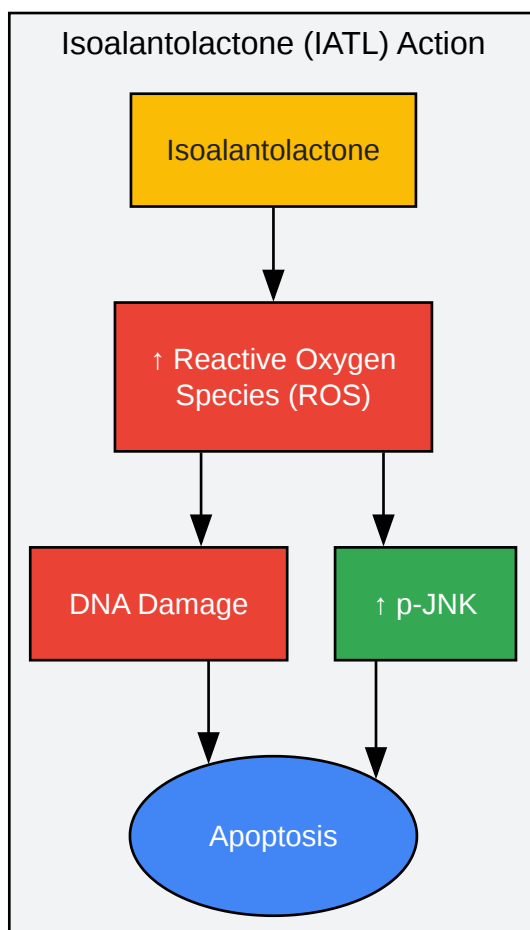 Isoalantolactone (IATL) Action
Isoalantolactone
↑ Reactive Oxygen
Species (ROS)
DNA Damage
↑ p-JNK
Apoptosis